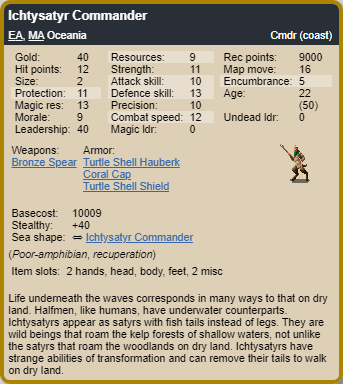 Ichtysatyr Commander
EA, MA Oceania Cmdr (coast)
Gold: 40 Resources: 9 Rec points: 9000
Hit points: 12 Strength: 11 Map move: 16
Size: 2 Attack skill: 10 Encumbrance: 5
Protection: 11 Defence skill: 13 Age: 22
Magic res: 13 Precision: 10 (50)
Morale: 9 Combat speed: 12 Undead ldr: 0
Leadership: 40 Magic ldr: 0
Weapons: Armor:
Bronze Spear Turtle Shell Hauberk
Coral Cap
Turtle Shell Shield
Basecost: 10009
Stealthy: +40
Sea shape: ⇔ Ichtysatyr Commander
(Poor-amphibian, recuperation)
Item slots: 2 hands, head, body, feet, 2 misc
Life underneath the waves corresponds in many ways to that on dry
land. Halfmen, like humans, have underwater counterparts.
Ichtysatyrs appear as satyrs with fish tails instead of legs. They are
wild beings that roam the kelp forests of shallow waters, not unlike
the satyrs that roam the woodlands on dry land. Ichtysatyrs have
strange abilities of transformation and can remove their tails to walk
on dry land.